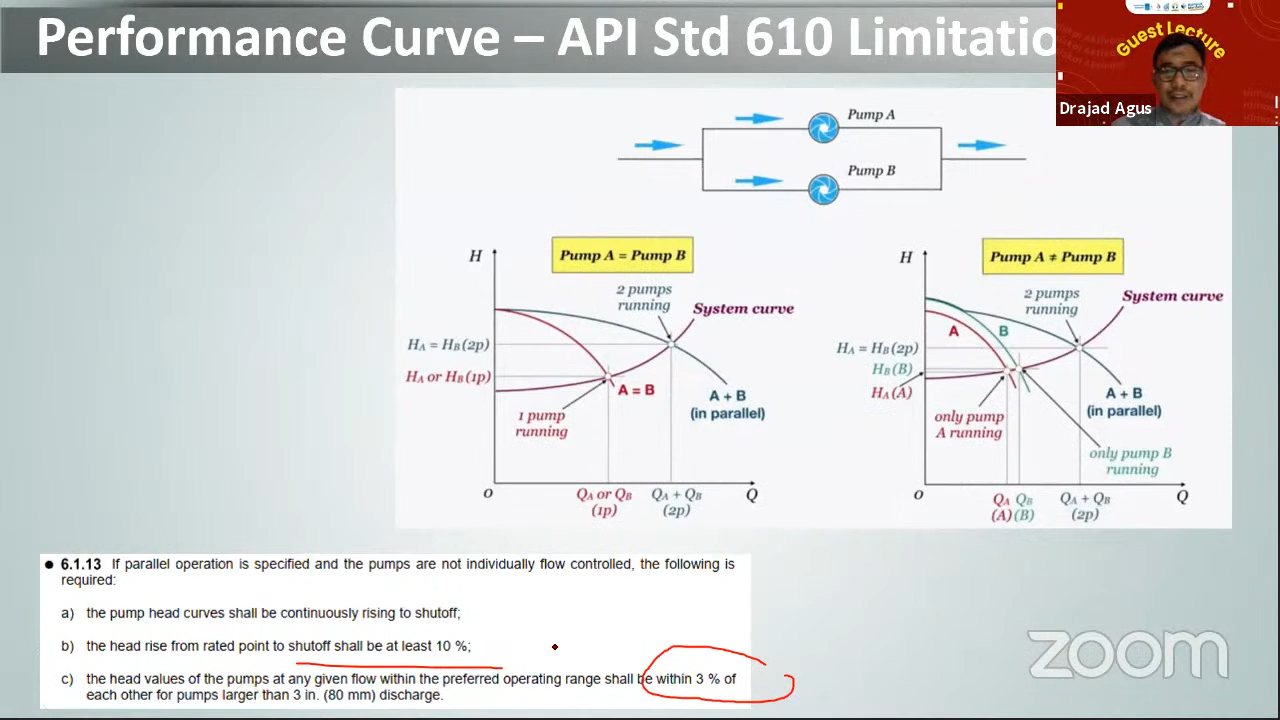 Performance Curve – API Std 610 Limitatio
Guest Lecture
Drajad Agus
Pump A
Pump B
H
Pump A = Pump B
2 pumps
running
System curve
HA = HB (2p)
HA or HB (1p)
A = B
A + B
(in parallel)
1 pump
running
O
QA or QB
(1p)
QA + QB
(2p)
Q
H
Pump A ≠ Pump B
2 pumps
running
System curve
A
B
HA = HB (2p)
HB (B)
HA (A)
A + B
(in parallel)
only pump
A running
only pump B
running
O
QA QB
(A) (B)
QA + QB
(2p)
Q
● 6.1.13 If parallel operation is specified and the pumps are not individually flow controlled, the following is
required:
a) the pump head curves shall be continuously rising to shutoff;
b) the head rise from rated point to shutoff shall be at least 10 %;
c) the head values of the pumps at any given flow within the preferred operating range shall be within 3 % of
each other for pumps larger than 3 in. (80 mm) discharge.
zoom